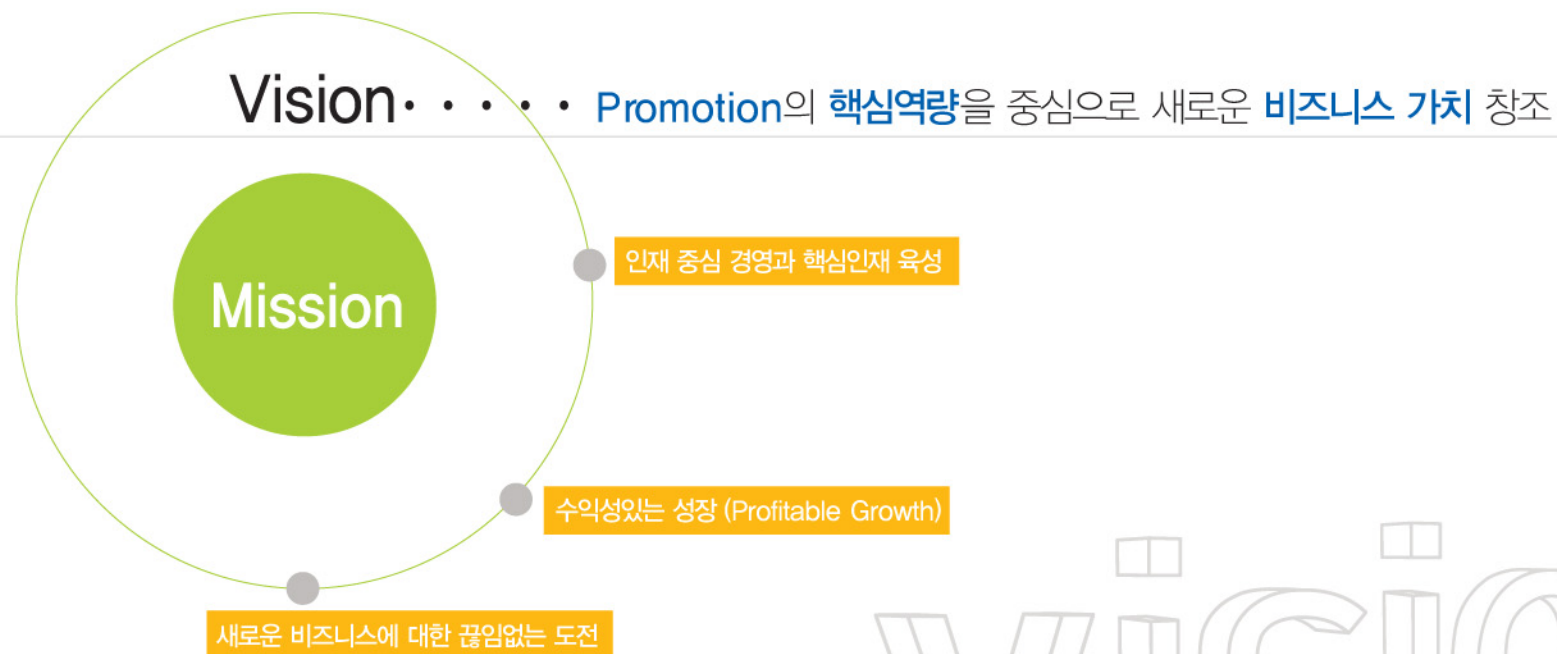 Vision····· Promotion의 핵심역량을 중심으로 새로운 비즈니스 가치 창조
Mission
인재 중심 경영과 핵심인재 육성
수익성있는 성장 (Profitable Growth)
새로운 비즈니스에 대한 끊임없는 도전